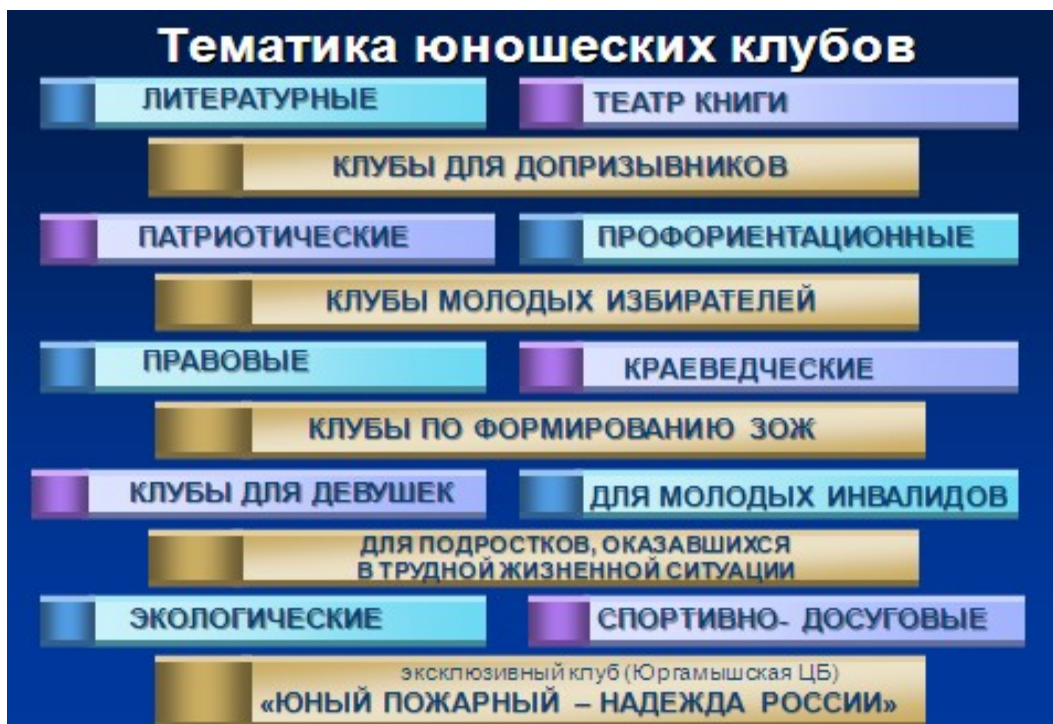 Тематика юношеских клубов
ЛИТЕРАТУРНЫЕ
ТЕАТР КНИГИ
КЛУБЫ ДЛЯ ДОПРИЗЫВНИКОВ
ПАТРИОТИЧЕСКИЕ
ПРОФОРИЕНТАЦИОННЫЕ
КЛУБЫ МОЛОДЫХ ИЗБИРАТЕЛЕЙ
ПРАВОВЫЕ
КРАЕВЕДЧЕСКИЕ
КЛУБЫ ПО ФОРМИРОВАНИЮ ЗОЖ
КЛУБЫ ДЛЯ ДЕВУШЕК
ДЛЯ МОЛОДЫХ ИНВАЛИДОВ
ДЛЯ ПОДРОСТКОВ, ОКАЗАВШИХСЯ
В ТРУДНОЙ ЖИЗНЕННОЙ СИТУАЦИИ
ЭКОЛОГИЧЕСКИЕ
СПОРТИВНО- ДОСУГОВЫЕ
эксклюзивный клуб (Юргамышская ЦБ)
«ЮНЫЙ ПОЖАРНЫЙ – НАДЕЖДА РОССИИ»